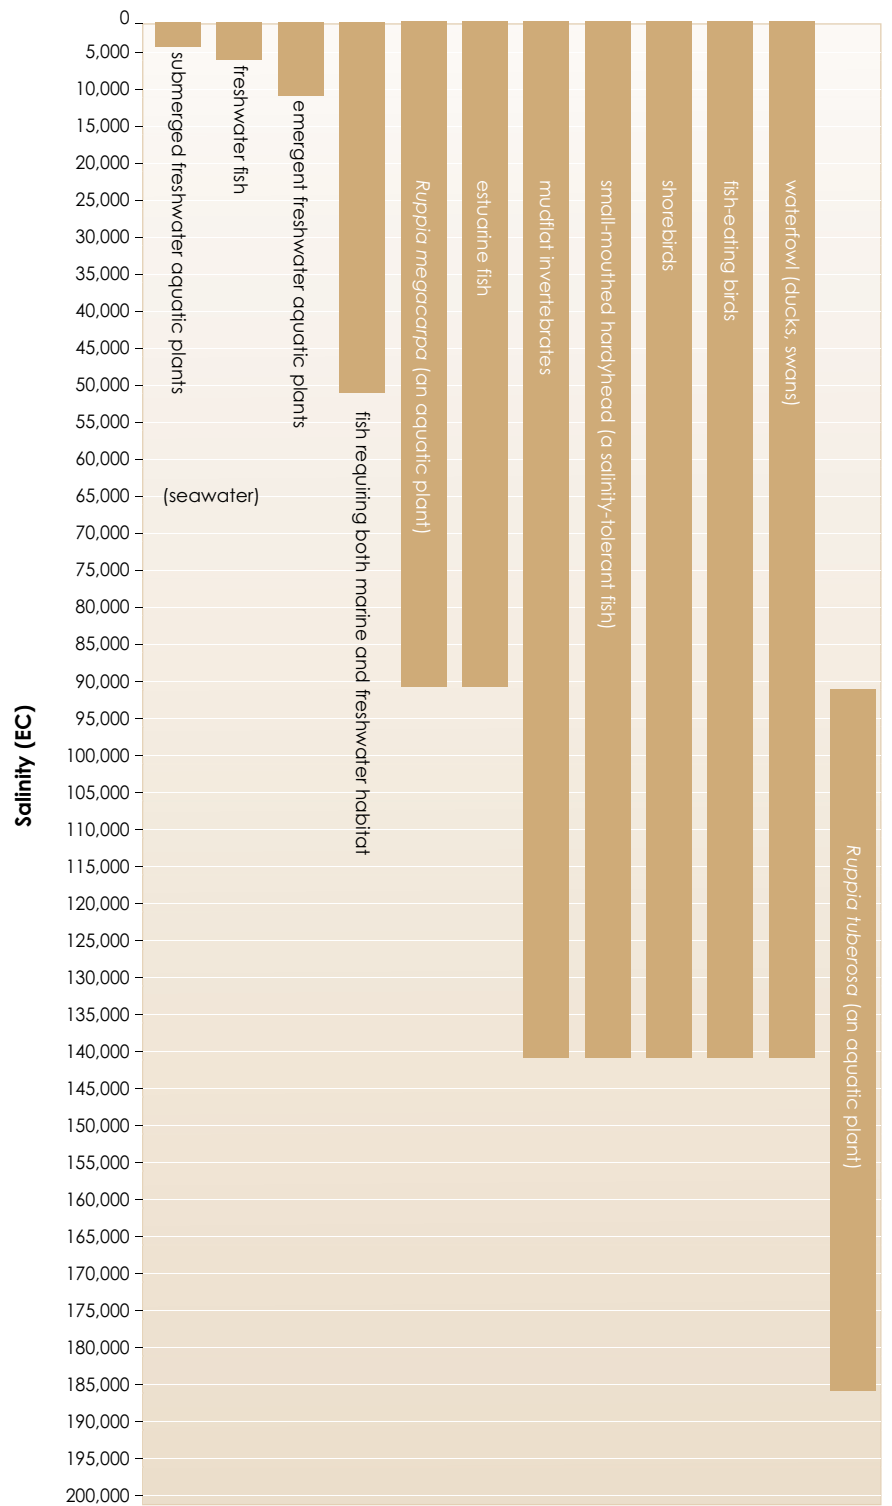 Salinity (EC)
0
5,000
10,000
15,000
20,000
25,000
30,000
35,000
40,000
45,000
50,000
55,000
60,000
65,000
70,000
75,000
80,000
85,000
90,000
95,000
100,000
105,000
110,000
115,000
120,000
125,000
130,000
135,000
140,000
145,000
150,000
155,000
160,000
165,000
170,000
175,000
180,000
185,000
190,000
195,000
200,000
(seawater)
submerged freshwater aquatic plants
freshwater fish
emergent freshwater aquatic plants
fish requiring both marine and freshwater habitat
Ruppia megacarpa (an aquatic plant)
estuarine fish
mudflat invertebrates
small-mouthed hardyhead (a salinity-tolerant fish)
shorebirds
fish-eating birds
waterfowl (ducks, swans)
Ruppia tuberosa (an aquatic plant)